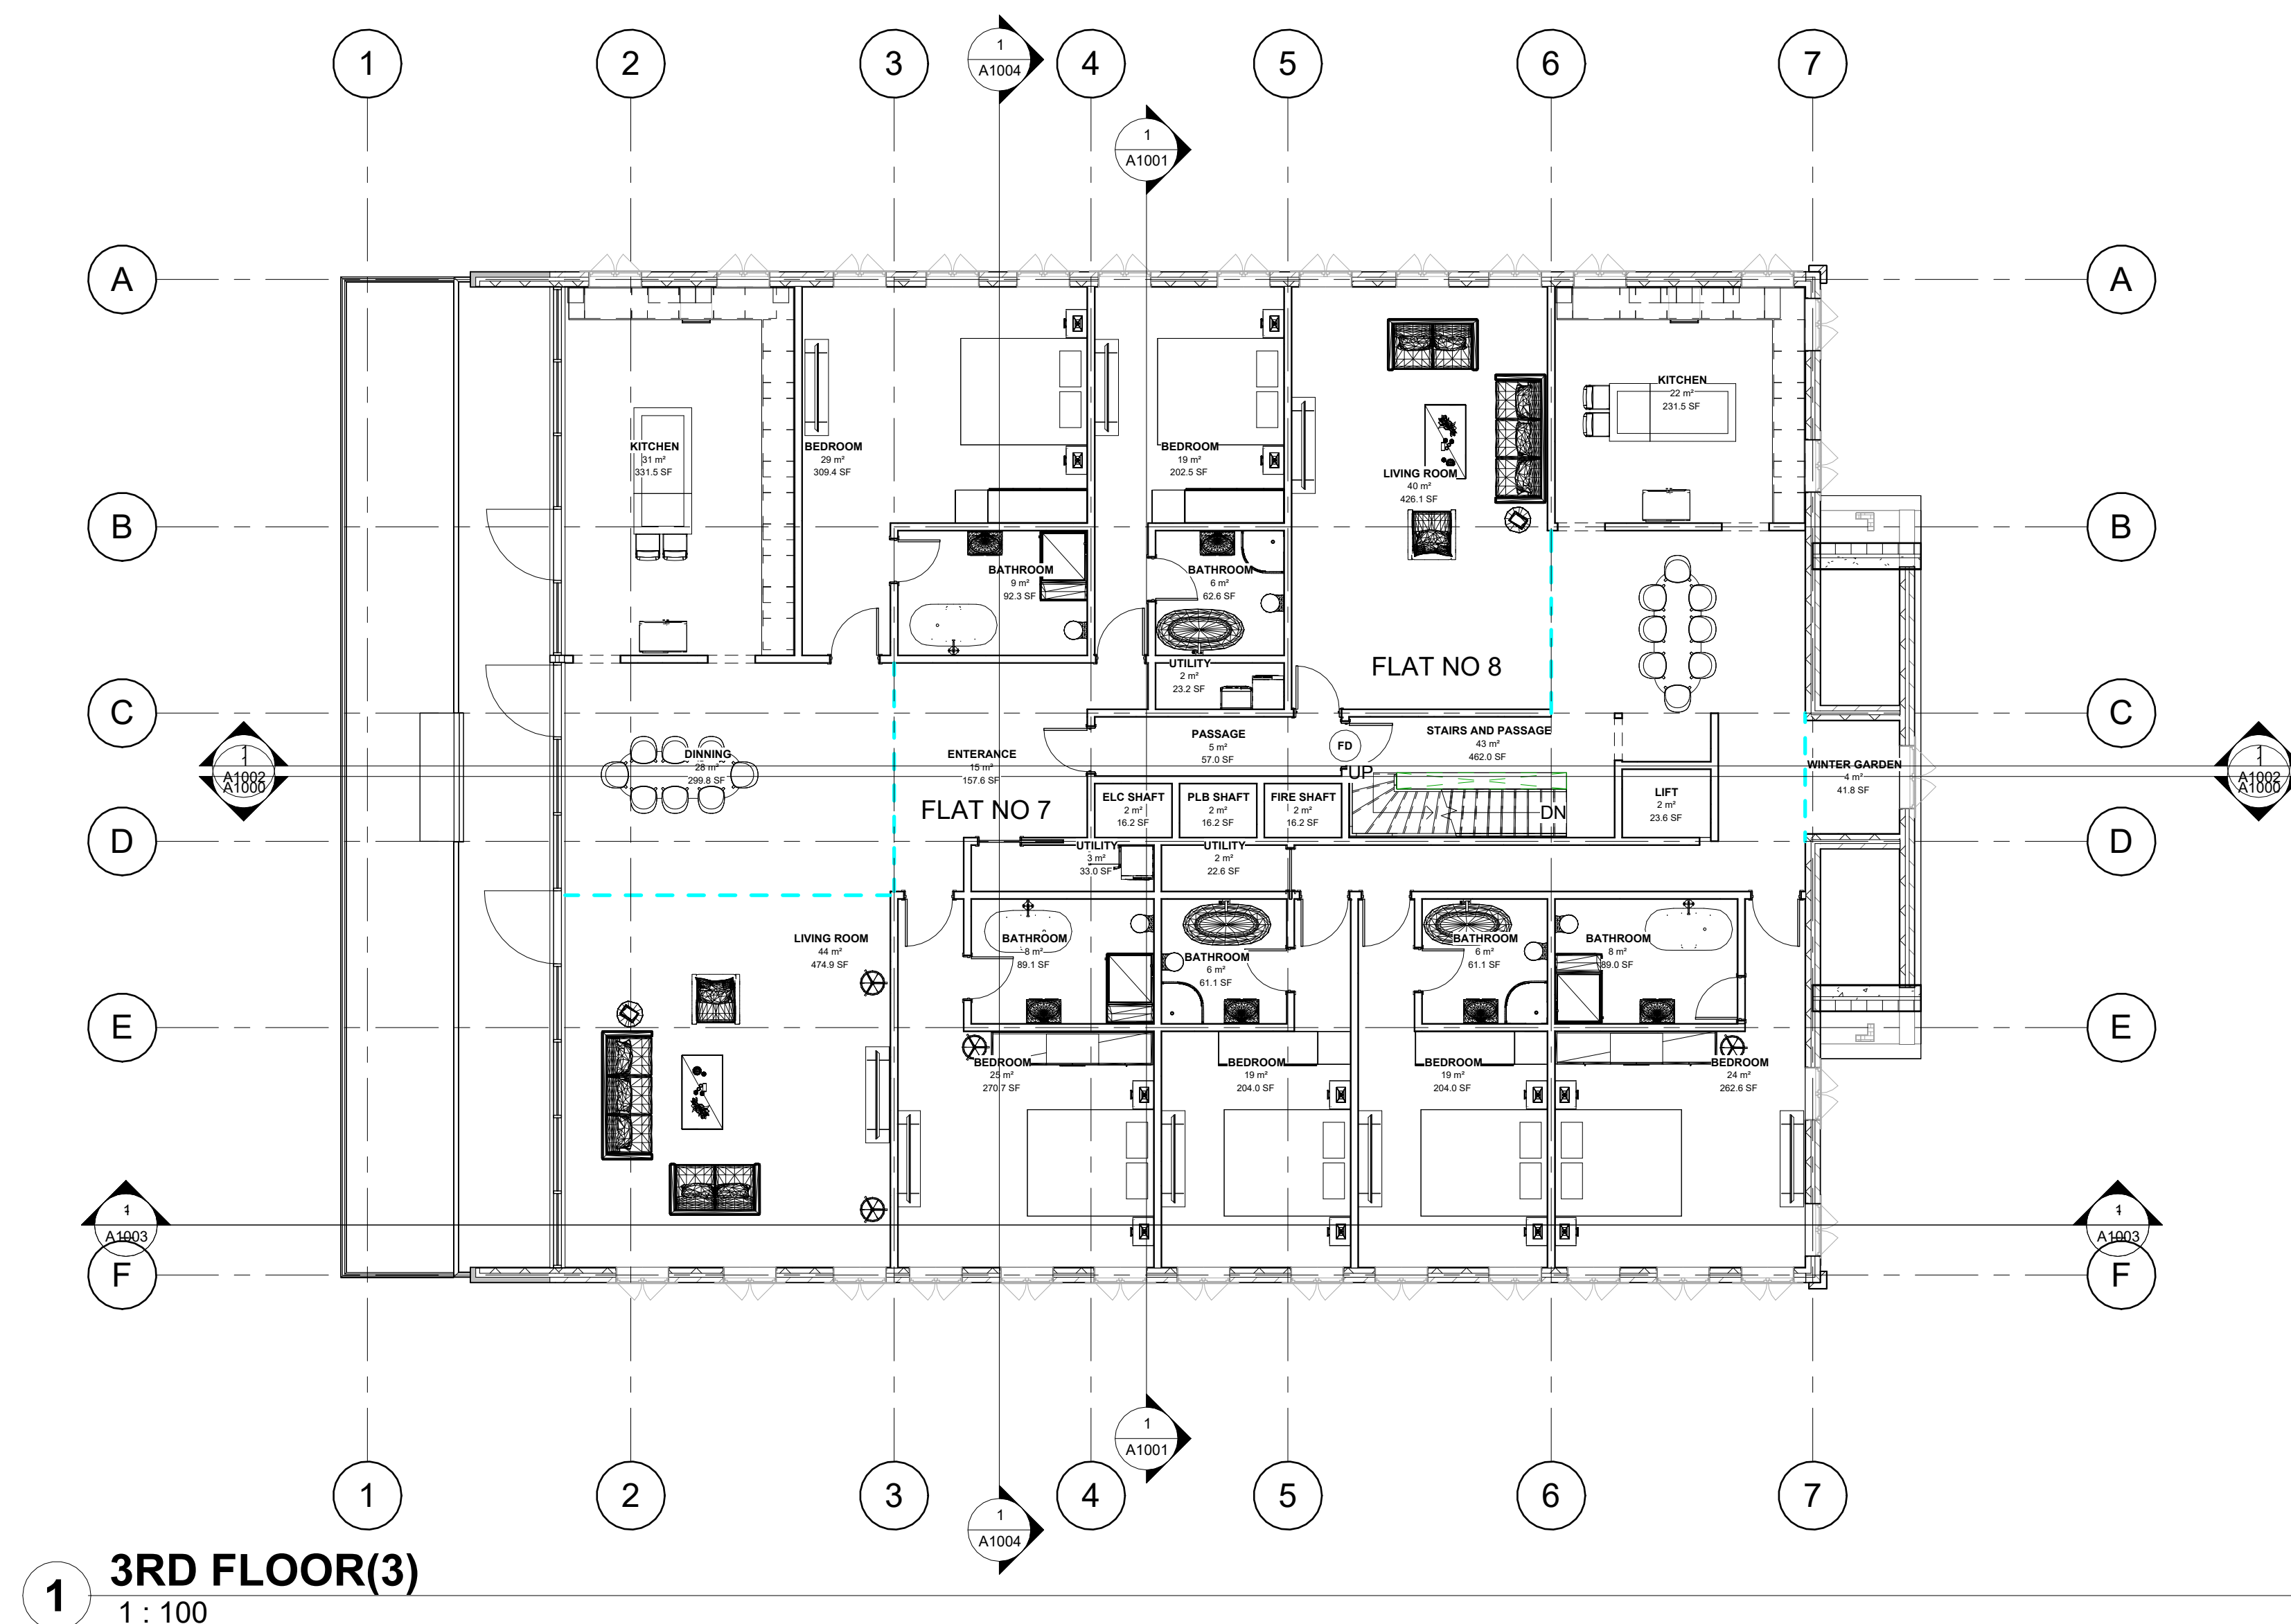 1
2
3
4
5
6
7
1
A1004
1
A1001
A
A
B
B
C
C
D
D
E
E
F
F
KITCHEN
31 m²
331.5 SF
BEDROOM
29 m²
309.4 SF
BEDROOM
19 m²
202.5 SF
LIVING ROOM
40 m²
426.1 SF
KITCHEN
22 m²
231.5 SF
BATHROOM
9 m²
92.3 SF
BATHROOM
6 m²
62.6 SF
UTILITY
2 m²
23.2 SF
FLAT NO 8
DINNING
28 m²
299.8 SF
ENTERANCE
15 m²
157.6 SF
FLAT NO 7
PASSAGE
5 m²
57.0 SF
FD
UP
STAIRS AND PASSAGE
43 m²
462.0 SF
DN
ELC SHAFT
2 m²
16.2 SF
PLB SHAFT
2 m²
16.2 SF
FIRE SHAFT
2 m²
16.2 SF
LIFT
2 m²
23.6 SF
WINTER GARDEN
4 m²
41.8 SF
1
A1002
A1000
1
A1002
A1000
UTILITY
3 m²
33.0 SF
UTILITY
2 m²
22.6 SF
LIVING ROOM
44 m²
474.9 SF
BATHROOM
8 m²
89.1 SF
BATHROOM
6 m²
61.1 SF
BATHROOM
6 m²
61.1 SF
BATHROOM
8 m²
89.0 SF
BEDROOM
25 m²
270.7 SF
BEDROOM
19 m²
204.0 SF
BEDROOM
19 m²
204.0 SF
BEDROOM
24 m²
262.6 SF
1
A1003
1
A1003
1
A1001
1
A1004
1
2
3
4
5
6
7
1
3RD FLOOR(3)
1 : 100